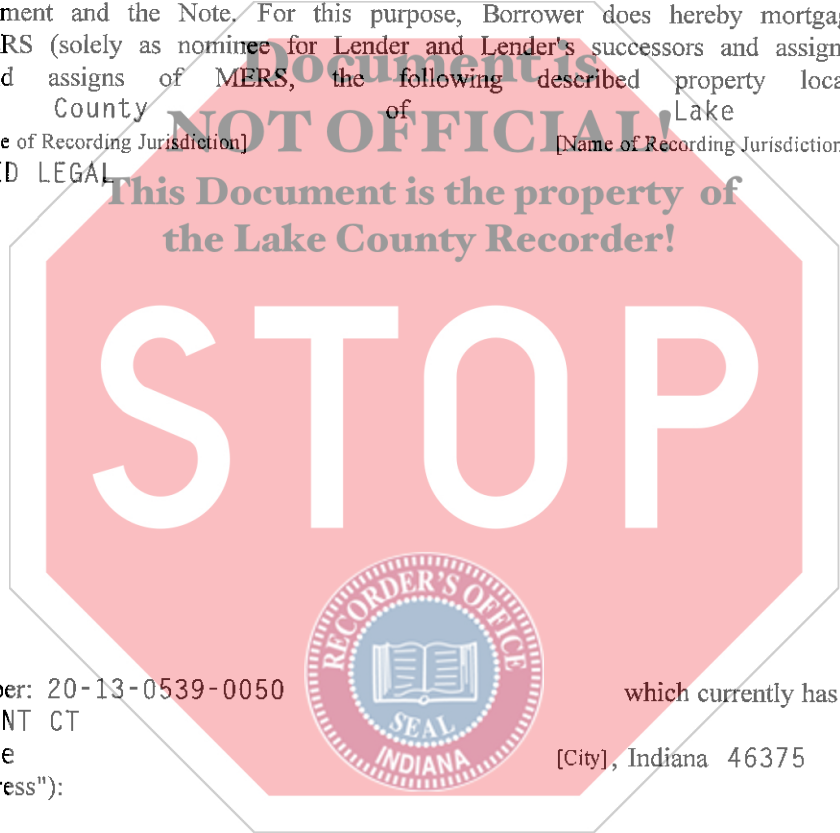 ment and the Note. For this purpose, Borrower does hereby mortga
RS (solely as nominee for Lender and Lender's successors and assign
d assigns of MERS, the following described property loca
Document is
County of Lake
NOT OFFICIAL!
e of Recording Jurisdiction] [Name of Recording Jurisdiction
ED LEGAL
This Document is the property of
the Lake County Recorder!
STOP
RECORDER'S OFFICE
SEAL
INDIANA
ber: 20-13-0539-0050 which currently has
NT CT
e [City], Indiana 46375
ress"):